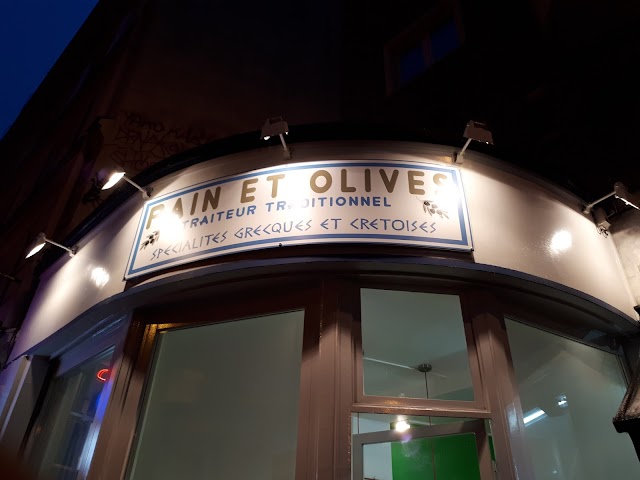 PAIN ET OLIVES
TRAITEUR TRADITIONNEL
SPECIALITES GRECQUES ET CRETOISES